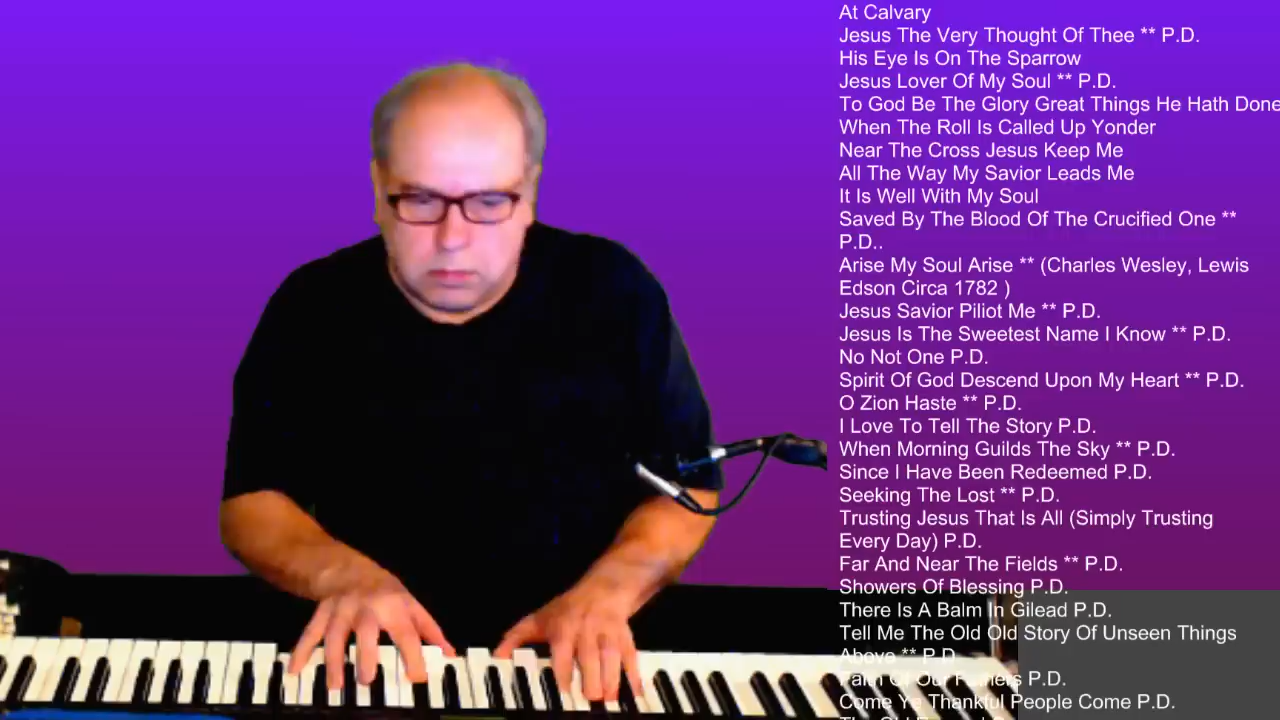 At Calvary
Jesus The Very Thought Of Thee ** P.D.
His Eye Is On The Sparrow
Jesus Lover Of My Soul ** P.D.
To God Be The Glory Great Things He Hath Done
When The Roll Is Called Up Yonder
Near The Cross Jesus Keep Me
All The Way My Savior Leads Me
It Is Well With My Soul
Saved By The Blood Of The Crucified One **
P.D..
Arise My Soul Arise ** (Charles Wesley, Lewis
Edson Circa 1782 )
Jesus Savior Piliot Me ** P.D.
Jesus Is The Sweetest Name I Know ** P.D.
No Not One P.D.
Spirit Of God Descend Upon My Heart ** P.D.
O Zion Haste ** P.D.
I Love To Tell The Story P.D.
When Morning Guilds The Sky ** P.D.
Since I Have Been Redeemed P.D.
Seeking The Lost ** P.D.
Trusting Jesus That Is All (Simply Trusting
Every Day) P.D.
Far And Near The Fields ** P.D.
Showers Of Blessing P.D.
There Is A Balm In Gilead P.D.
Tell Me The Old Old Story Of Unseen Things
Above ** P.D
Faith Of Our Fathers P.D.
Come Ye Thankful People Come P.D.
The Old